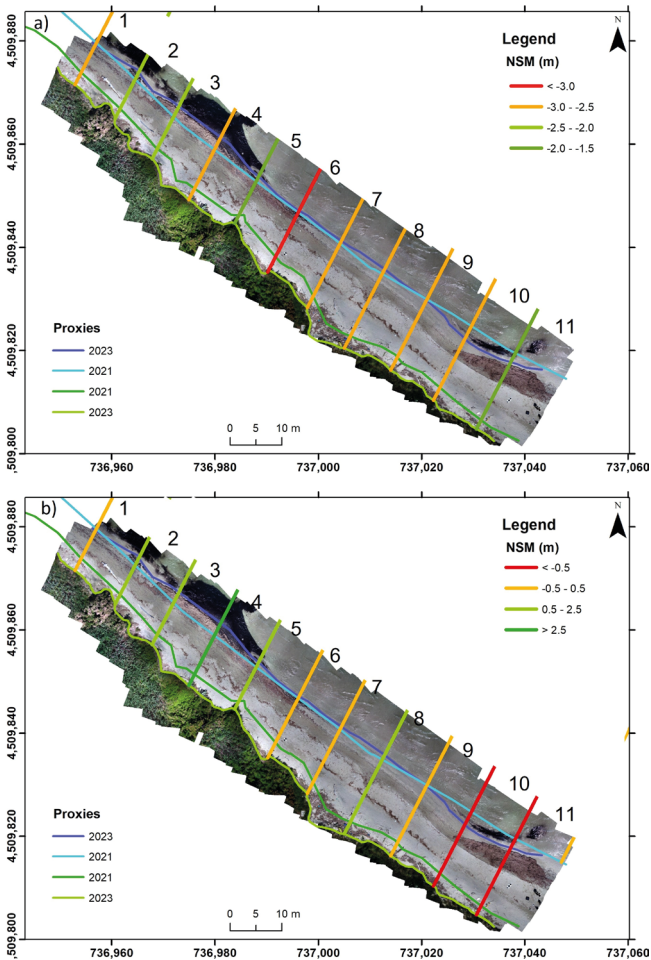 a)
N
Legend
NSM (m)
< -3.0
-3.0 - -2.5
-2.5 - -2.0
-2.0 - -1.5
1
2
3
4
5
6
7
8
9
10
11
Proxies
2023
2021
2021
2023
0 5 10 m
4,509,880
4,509,860
4,509,840
4,509,820
,509,800
736,960 736,980 737,000 737,020 737,040 737,060
b)
N
Legend
NSM (m)
< -0.5
-0.5 - 0.5
0.5 - 2.5
> 2.5
1
2
3
4
5
6
7
8
9
10
11
Proxies
2023
2021
2021
2023
0 5 10 m
4,509,880
4,509,860
4,509,840
4,509,820
,509,800
736,960 736,980 737,000 737,020 737,040 737,060